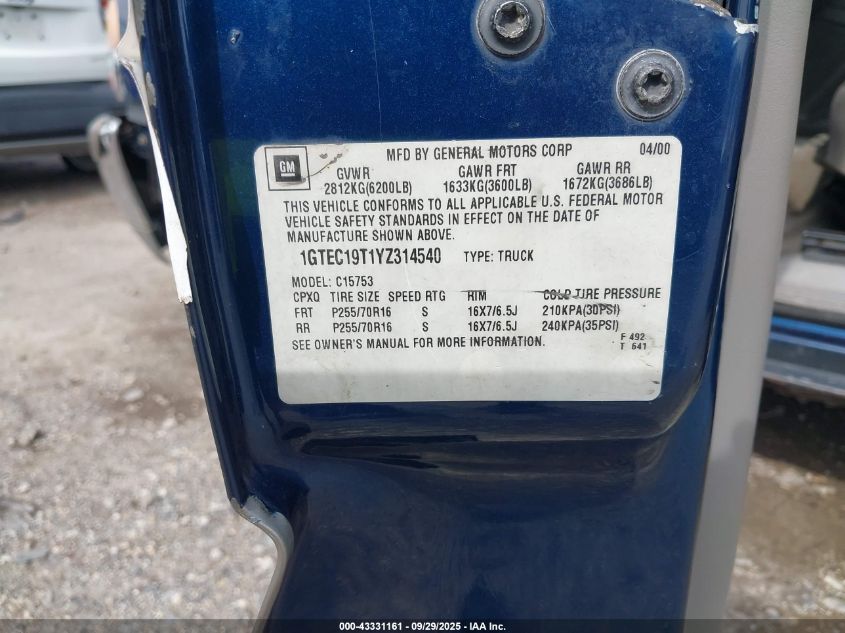 MFD BY GENERAL MOTORS CORP 04/00
GM
GVWR GAWR FRT GAWR RR
2812KG(6200LB) 1633KG(3600LB) 1672KG(3686LB)
THIS VEHICLE CONFORMS TO ALL APPLICABLE U.S. FEDERAL MOTOR
VEHICLE SAFETY STANDARDS IN EFFECT ON THE DATE OF
MANUFACTURE SHOWN ABOVE.
1GTEC19T1YZ314540 TYPE: TRUCK
MODEL: C15753
CPXQ TIRE SIZE SPEED RTG RIM COLD TIRE PRESSURE
FRT P255/70R16 S 16X7/6.5J 210KPA(30PSI)
RR P255/70R16 S 16X7/6.5J 240KPA(35PSI)
SEE OWNER'S MANUAL FOR MORE INFORMATION.
F 492
T 641
000-43331161 - 09/29/2025 - IAA Inc.